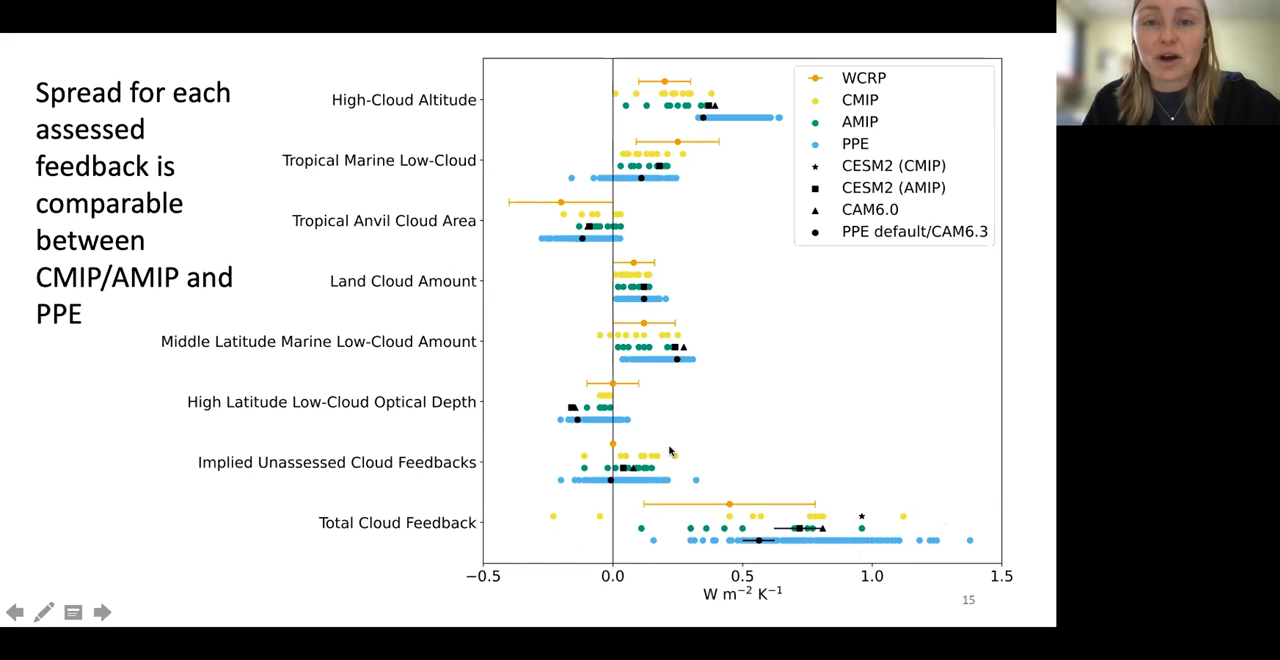 Spread for each
assessed
feedback is
comparable
between
CMIP/AMIP and
PPE
High-Cloud Altitude
Tropical Marine Low-Cloud
Tropical Anvil Cloud Area
Land Cloud Amount
Middle Latitude Marine Low-Cloud Amount
High Latitude Low-Cloud Optical Depth
Implied Unassessed Cloud Feedbacks
Total Cloud Feedback
WCRP
CMIP
AMIP
PPE
CESM2 (CMIP)
CESM2 (AMIP)
CAM6.0
PPE default/CAM6.3
−0.5 0.0 0.5 1.0 1.5
W m⁻² K⁻¹
15